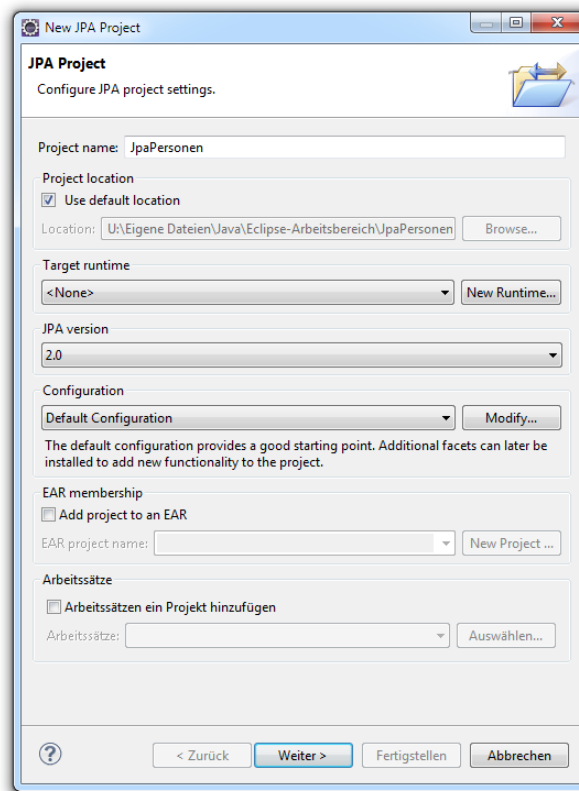 New JPA Project
JPA Project
Configure JPA project settings.
Project name: JpaPersonen
Project location
Use default location
Location: U:\Eigene Dateien\Java\Eclipse-Arbeitsbereich\JpaPersonen Browse...
Target runtime
<None> New Runtime...
JPA version
2.0
Configuration
Default Configuration Modify...
The default configuration provides a good starting point. Additional facets can later be
installed to add new functionality to the project.
EAR membership
Add project to an EAR
EAR project name: New Project ...
Arbeitssätze
Arbeitssätzen ein Projekt hinzufügen
Arbeitssätze: Auswählen...
? < Zurück Weiter > Fertigstellen Abbrechen